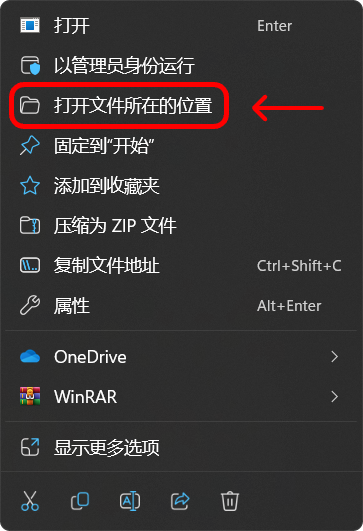 打开 Enter
以管理员身份运行
打开文件所在的位置
固定到“开始”
添加到收藏夹
压缩为 ZIP 文件
复制文件地址 Ctrl+Shift+C
属性 Alt+Enter
OneDrive
WinRAR
显示更多选项